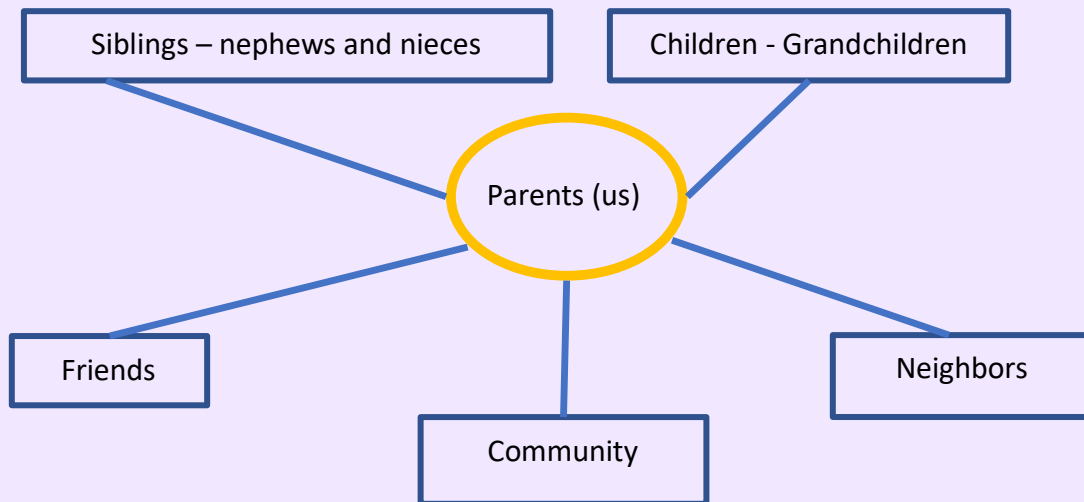 Siblings – nephews and nieces
Children - Grandchildren
Parents (us)
Friends
Neighbors
Community